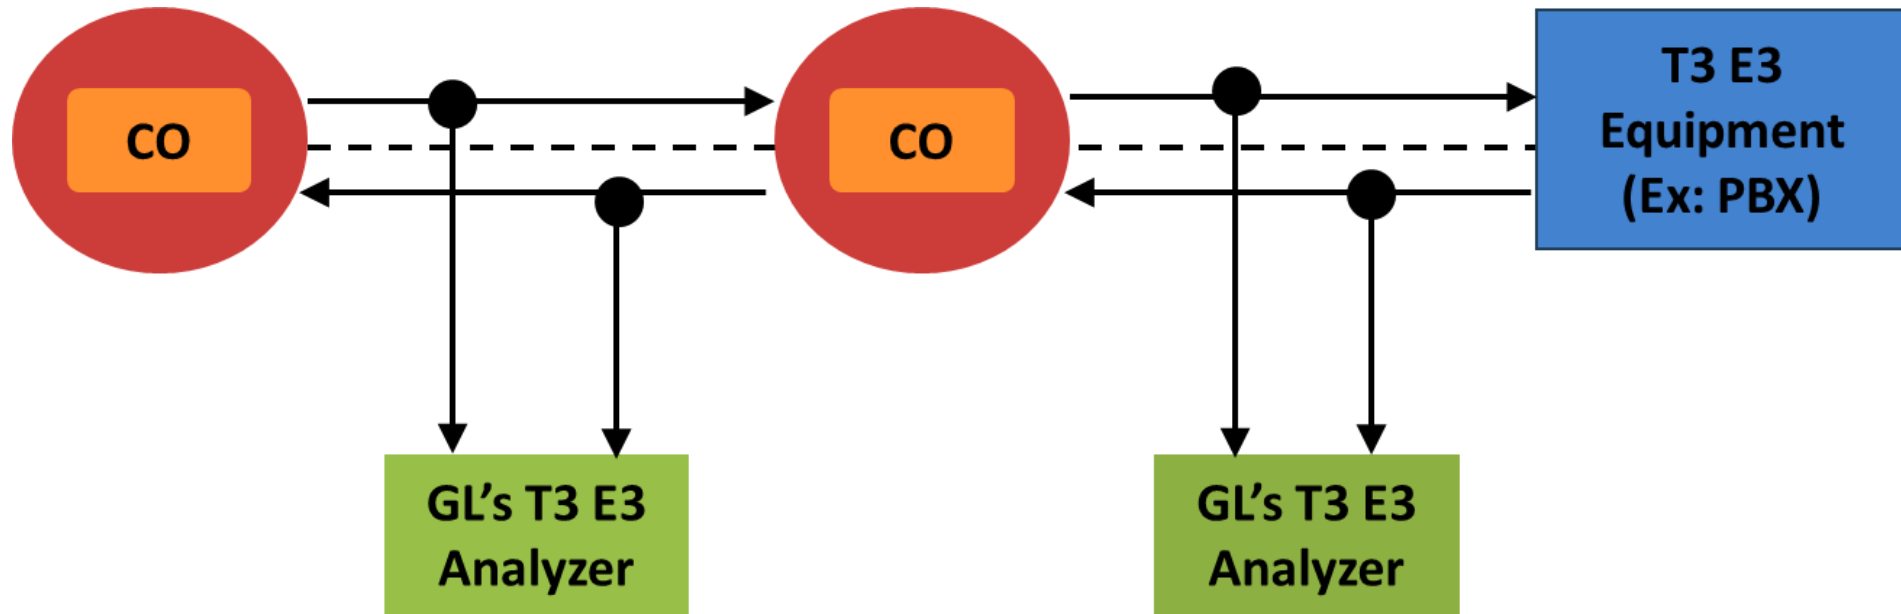 CO
CO
T3 E3
Equipment
(Ex: PBX)
GL’s T3 E3
Analyzer
GL’s T3 E3
Analyzer